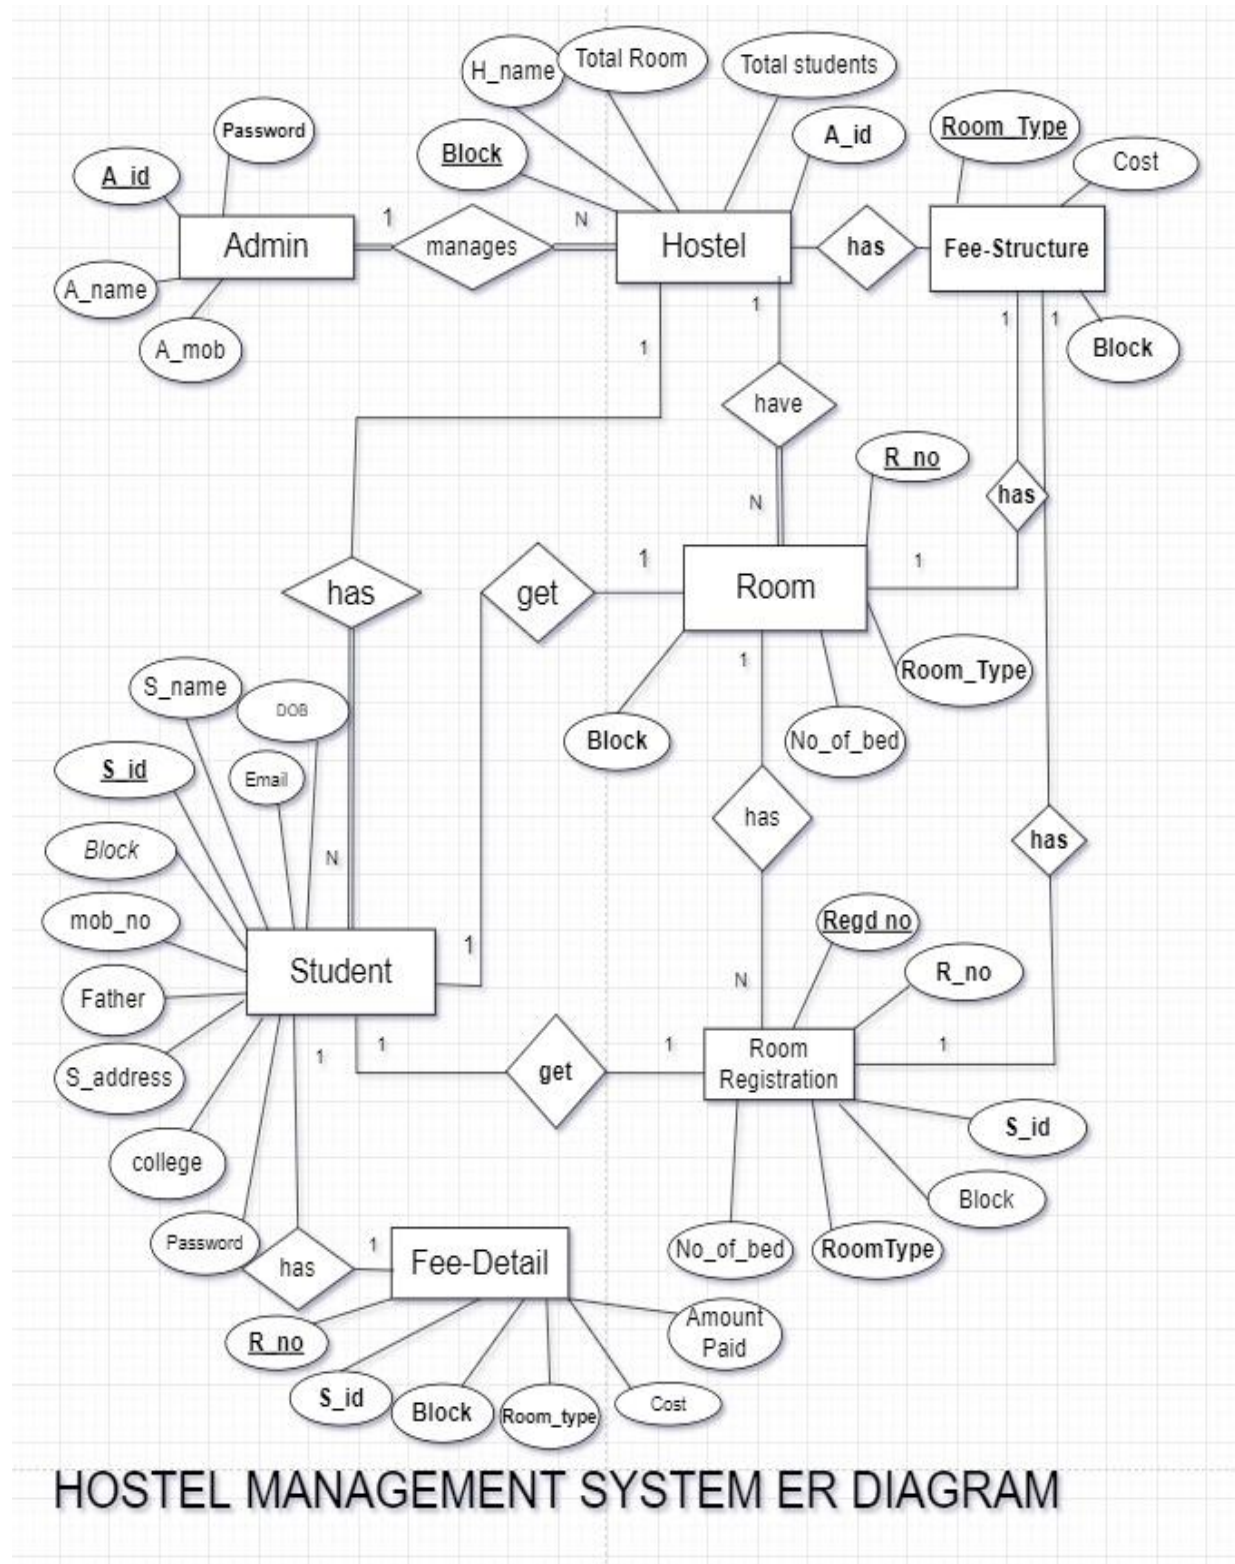 H_name
Total Room
Total students
Password
Block
A_id
Room_Type
Cost
A_id
Admin
1
manages
N
Hostel
has
Fee-Structure
A_name
A_mob
1
1
1
1
Block
have
R_no
has
N
has
get
1
Room
1
S_name
DOB
Room_Type
1
Block
No_of_bed
S_id
Email
Block
N
has
has
mob_no
Regd no
Student
1
R_no
N
Father
1
1
get
1
Room
Registration
1
S_address
S_id
college
Block
Password
has
1
Fee-Detail
No_of_bed
RoomType
R_no
Amount
Paid
S_id
Block
Room_type
Cost
HOSTEL MANAGEMENT SYSTEM ER DIAGRAM